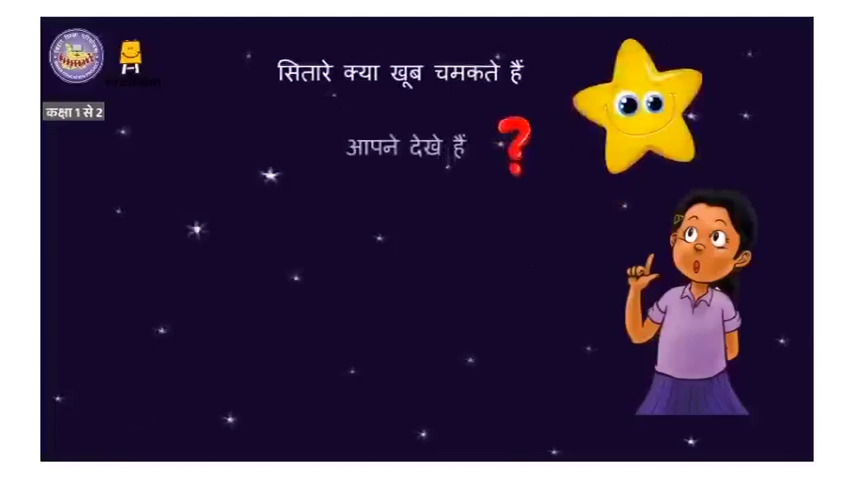 सितारे क्या खूब चमकते हैं
आपने देखे हैं ?
कक्षा 1 से 2